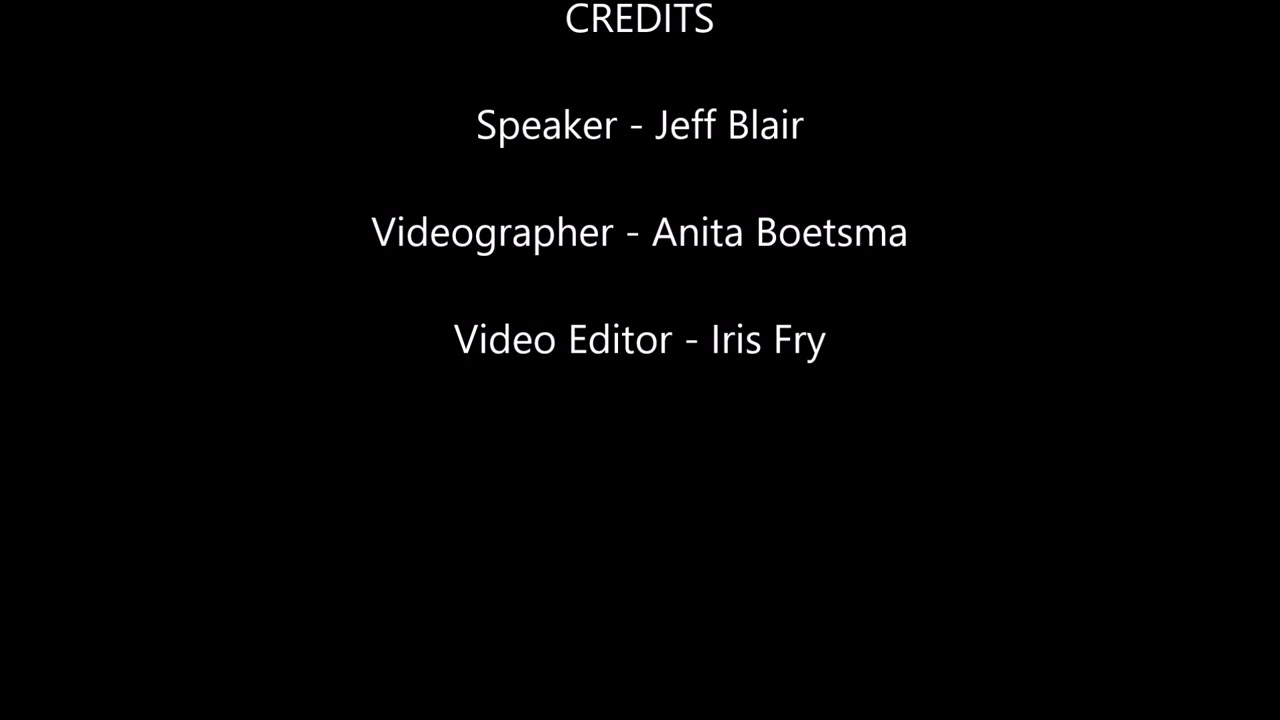 CREDITS
Speaker - Jeff Blair
Videographer - Anita Boetsma
Video Editor - Iris Fry